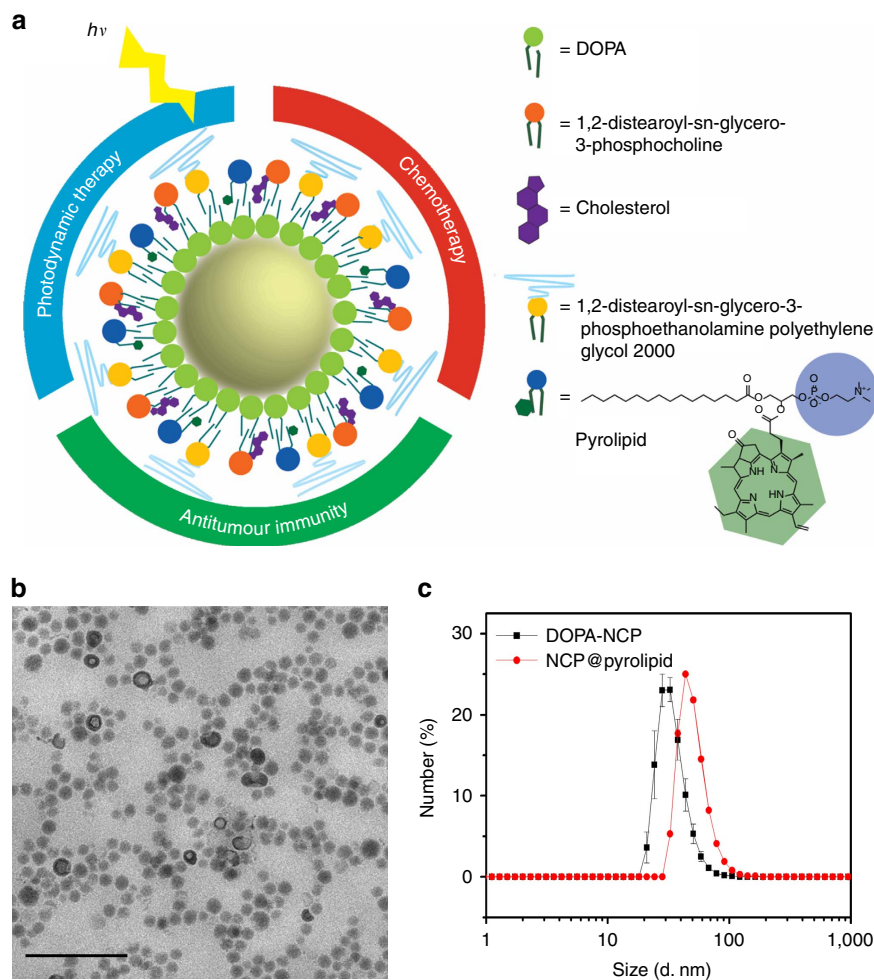 a
hν
Photodynamic therapy
Chemotherapy
Antitumour immunity
= DOPA
= 1,2-distearoyl-sn-glycero-
3-phosphocholine
= Cholesterol
= 1,2-distearoyl-sn-glycero-3-
phosphoethanolamine polyethylene
glycol 2000
=
Pyrolipid
O
O
O
O
O
P
O
O-
O
N+
O
NH
N
N
HN
b
c
DOPA-NCP
NCP@pyrolipid
30
20
10
0
Number (%)
1
10
100
1,000
Size (d. nm)